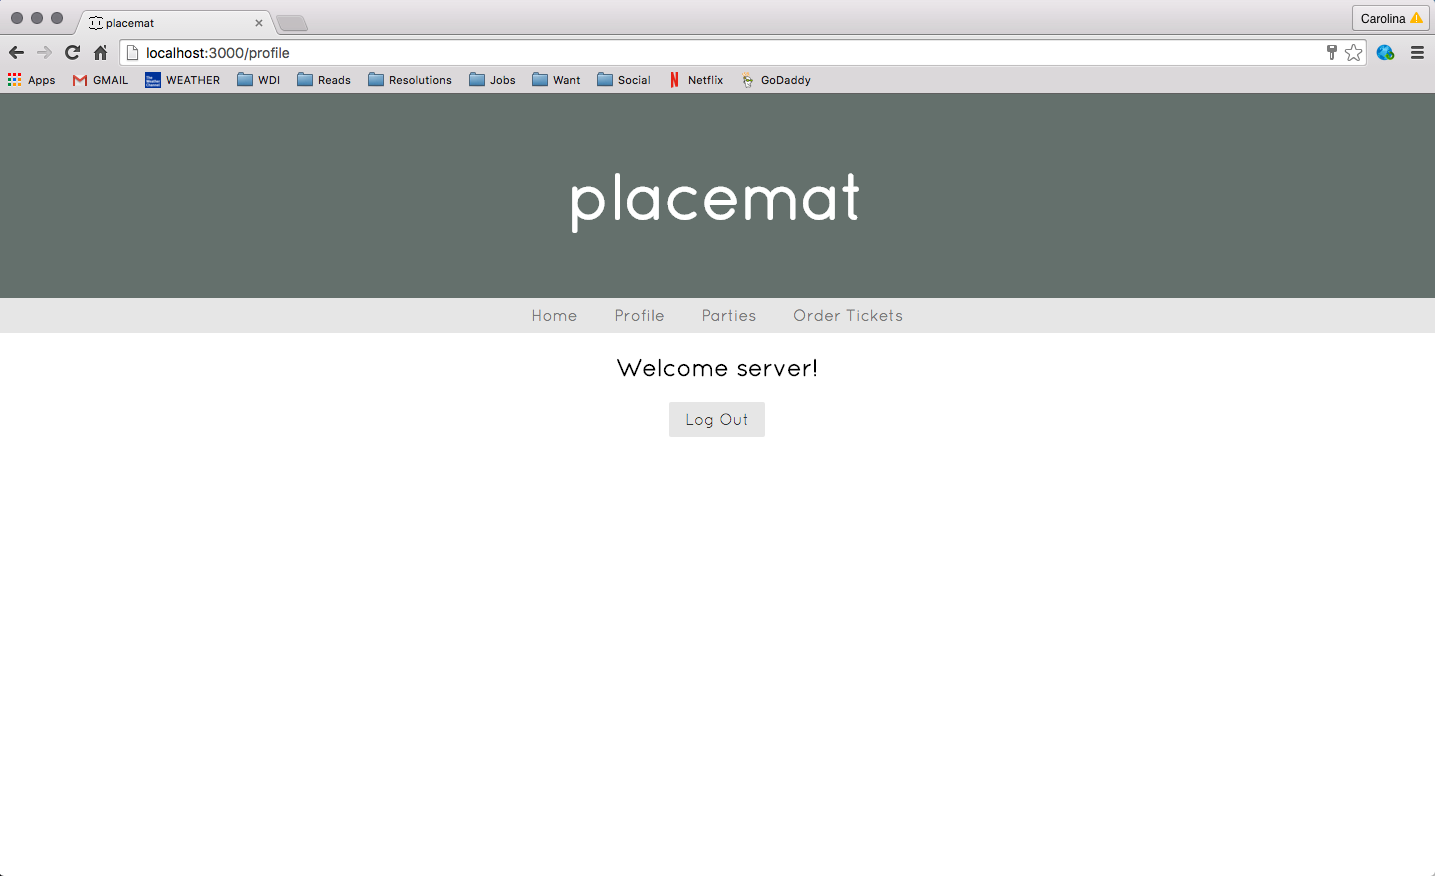 placemat
Carolina
localhost:3000/profile
Apps GMAIL WEATHER WDI Reads Resolutions Jobs Want Social Netflix GoDaddy
placemat
Home Profile Parties Order Tickets
Welcome server!
Log Out